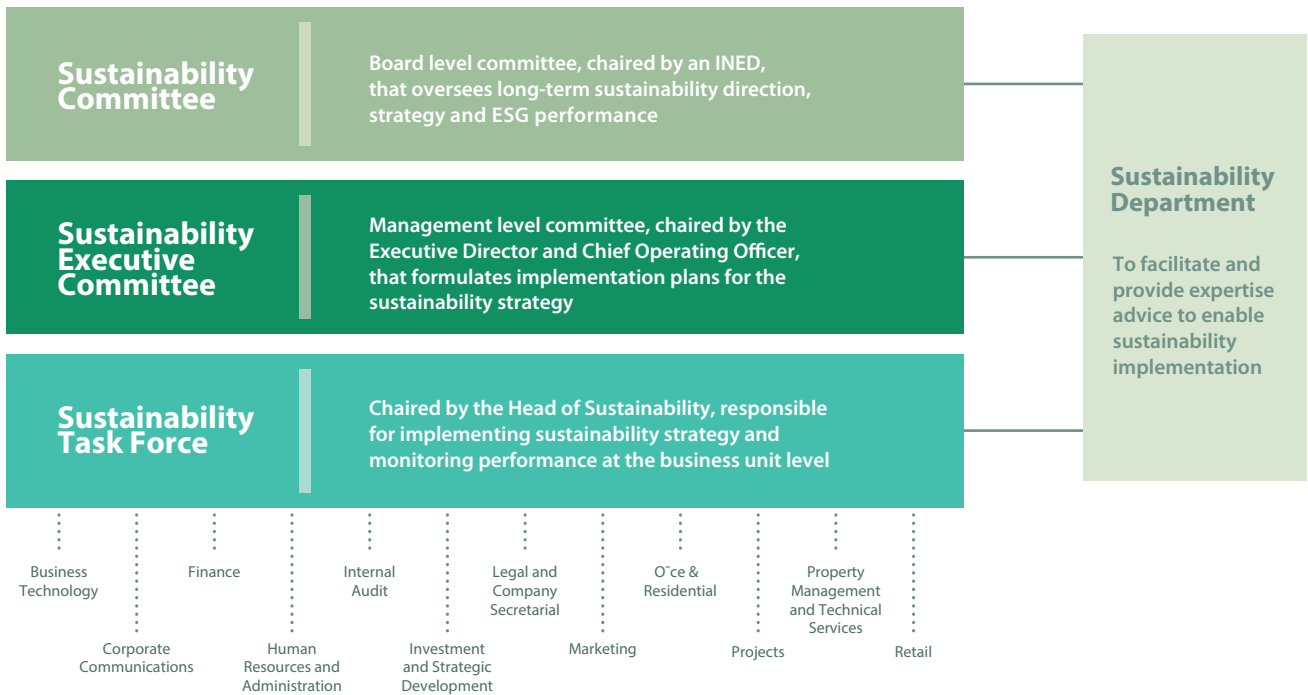 Sustainability
Committee
Board level committee, chaired by an INED,
that oversees long-term sustainability direction,
strategy and ESG performance
Sustainability
Executive
Committee
Management level committee, chaired by the
Executive Director and Chief Operating Officer,
that formulates implementation plans for the
sustainability strategy
Sustainability
Task Force
Chaired by the Head of Sustainability, responsible
for implementing sustainability strategy and
monitoring performance at the business unit level
Sustainability
Department
To facilitate and
provide expertise
advice to enable
sustainability
implementation
Business
Technology
Corporate
Communications
Finance
Human
Resources and
Administration
Internal
Audit
Investment
and Strategic
Development
Legal and
Company
Secretarial
Marketing
O¯ce &
Residential
Projects
Property
Management
and Technical
Services
Retail